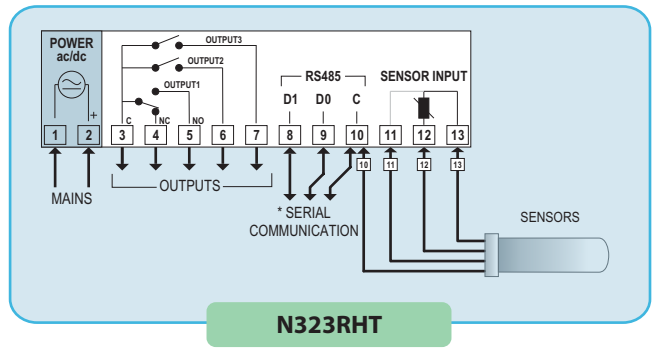 POWER
ac/dc
OUTPUT3
OUTPUT2
OUTPUT1
RS485
SENSOR INPUT
D1 D0 C
+
C NC NO
1 2 3 4 5 6 7 8 9 10 11 12 13
10 11 12 13
MAINS
OUTPUTS
* SERIAL
COMMUNICATION
SENSORS
N323RHT